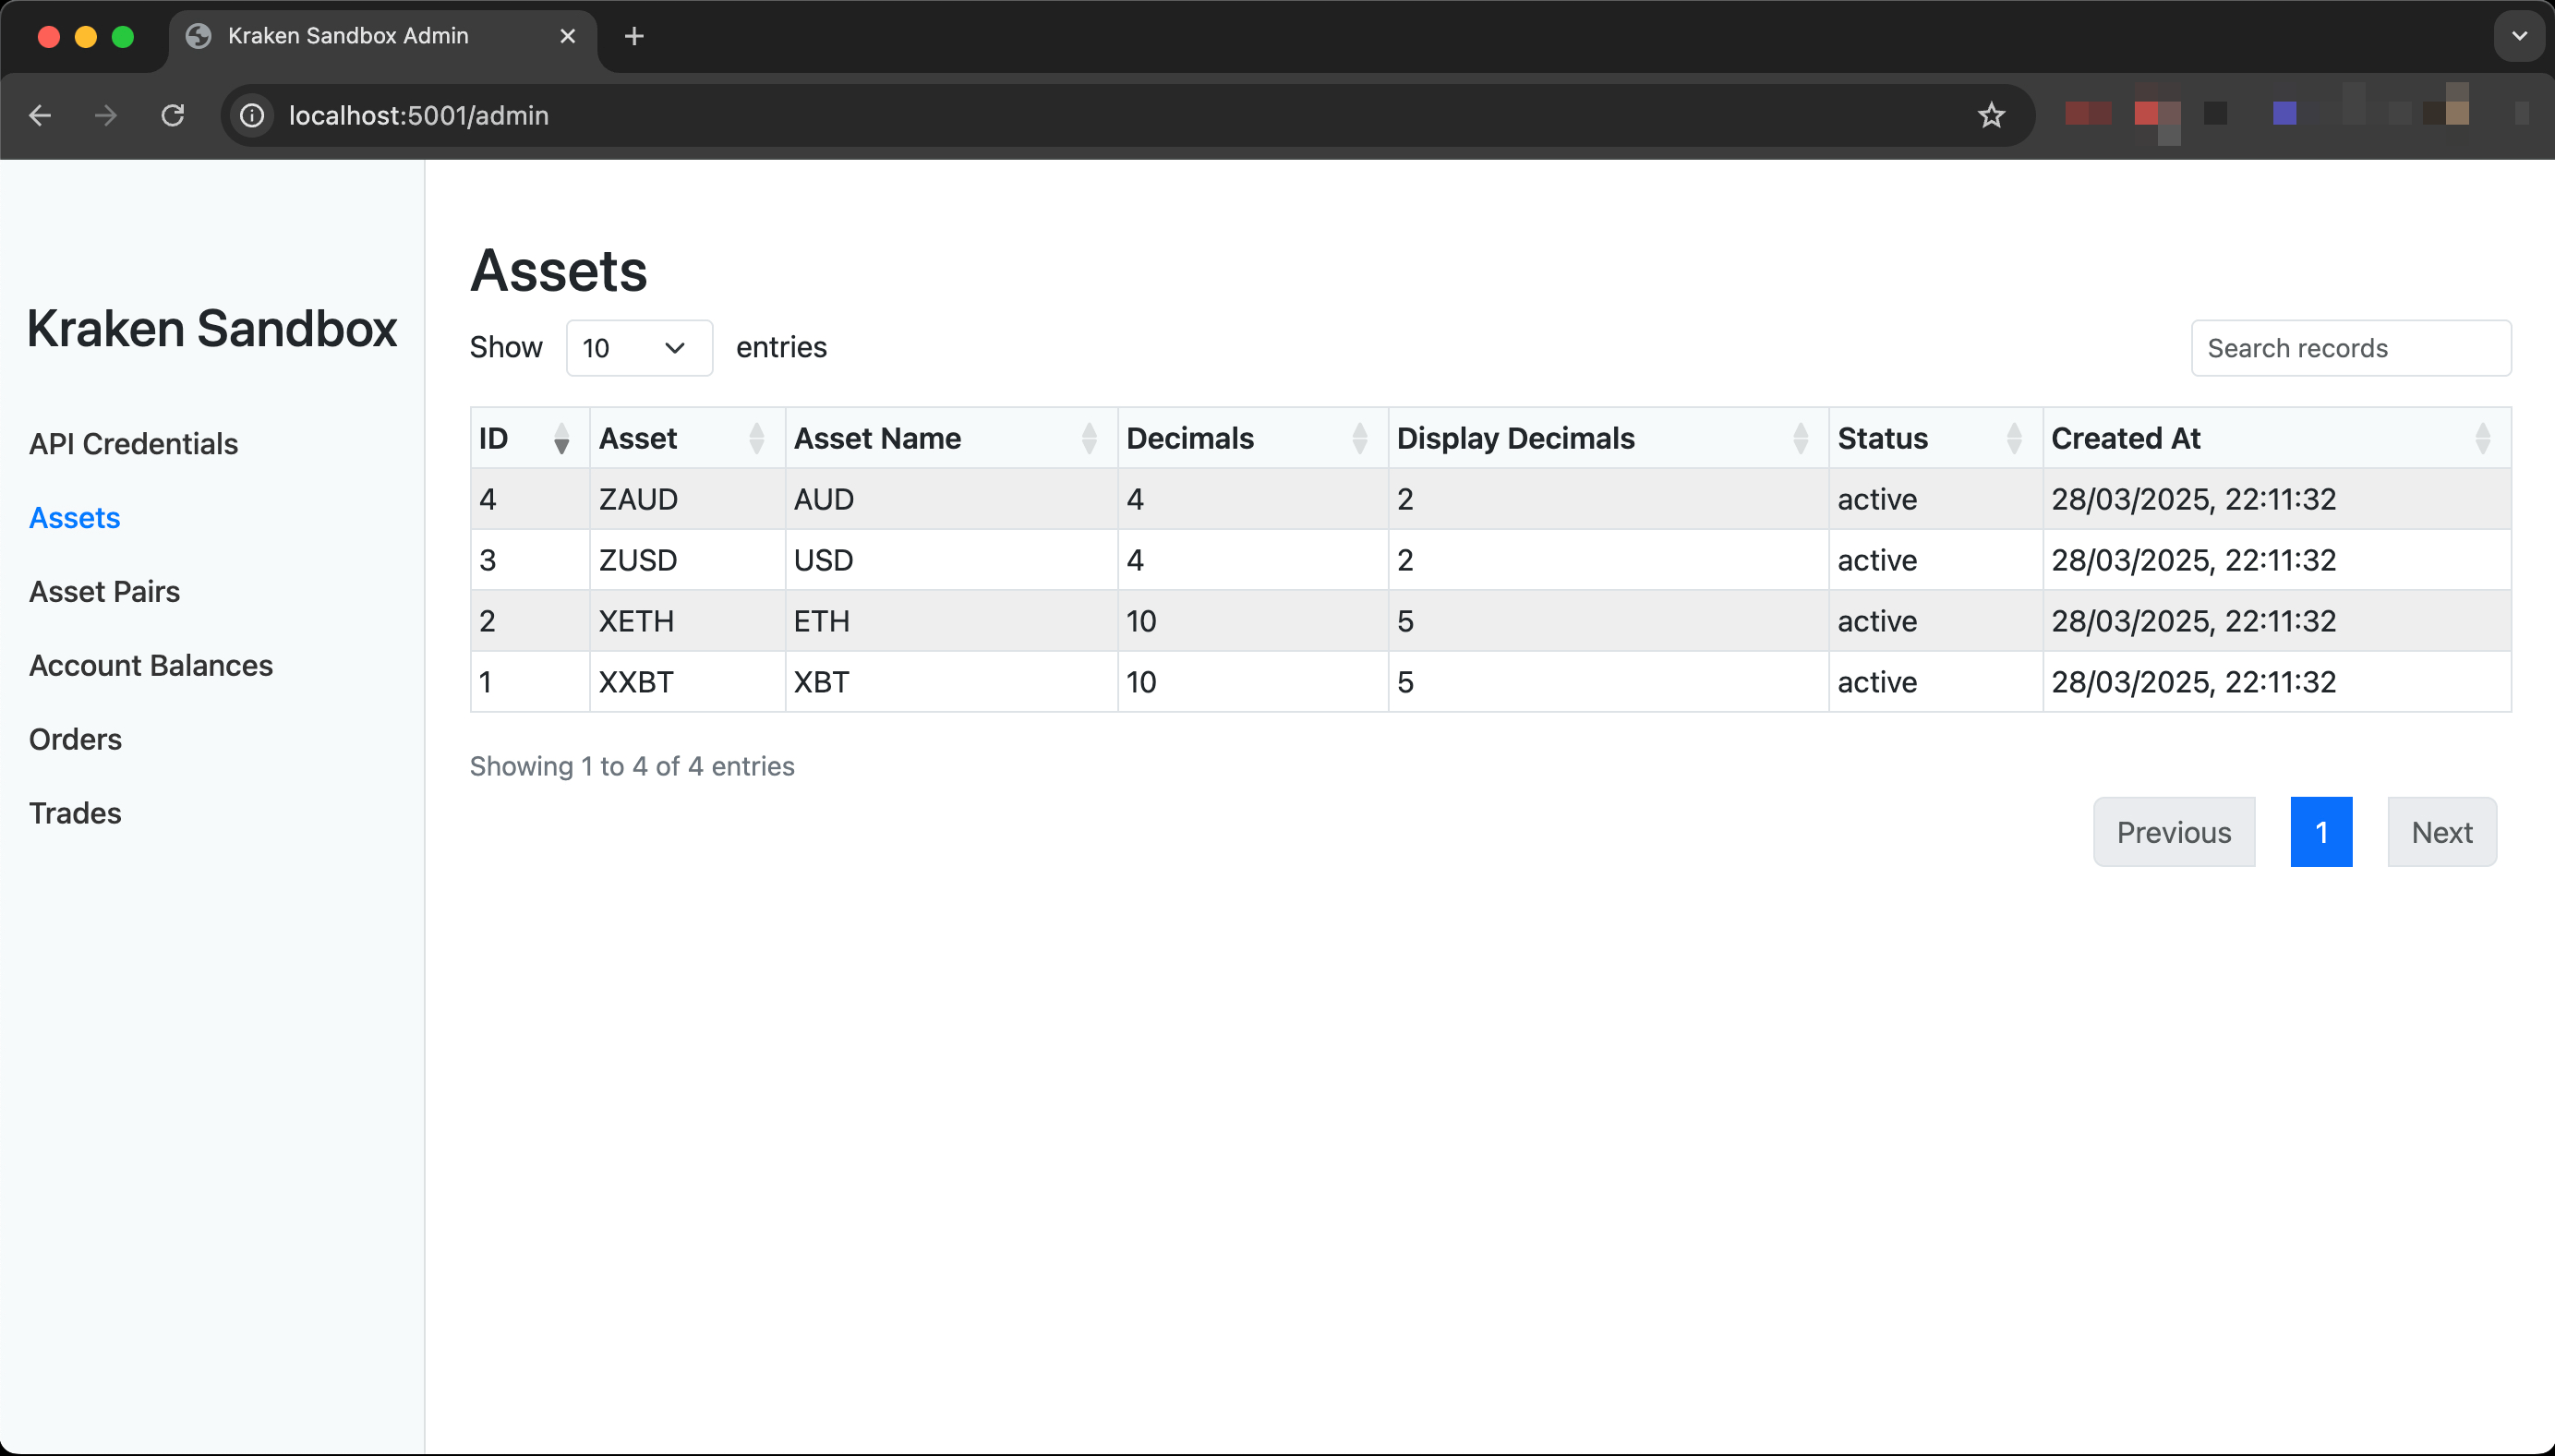 Kraken Sandbox Admin
localhost:5001/admin
Kraken Sandbox
API Credentials
Assets
Asset Pairs
Account Balances
Orders
Trades
Assets
Show 10 entries
Search records
ID Asset Asset Name Decimals Display Decimals Status Created At
4 ZAUD AUD 4 2 active 28/03/2025, 22:11:32
3 ZUSD USD 4 2 active 28/03/2025, 22:11:32
2 XETH ETH 10 5 active 28/03/2025, 22:11:32
1 XXBT XBT 10 5 active 28/03/2025, 22:11:32
Showing 1 to 4 of 4 entries
Previous 1 Next